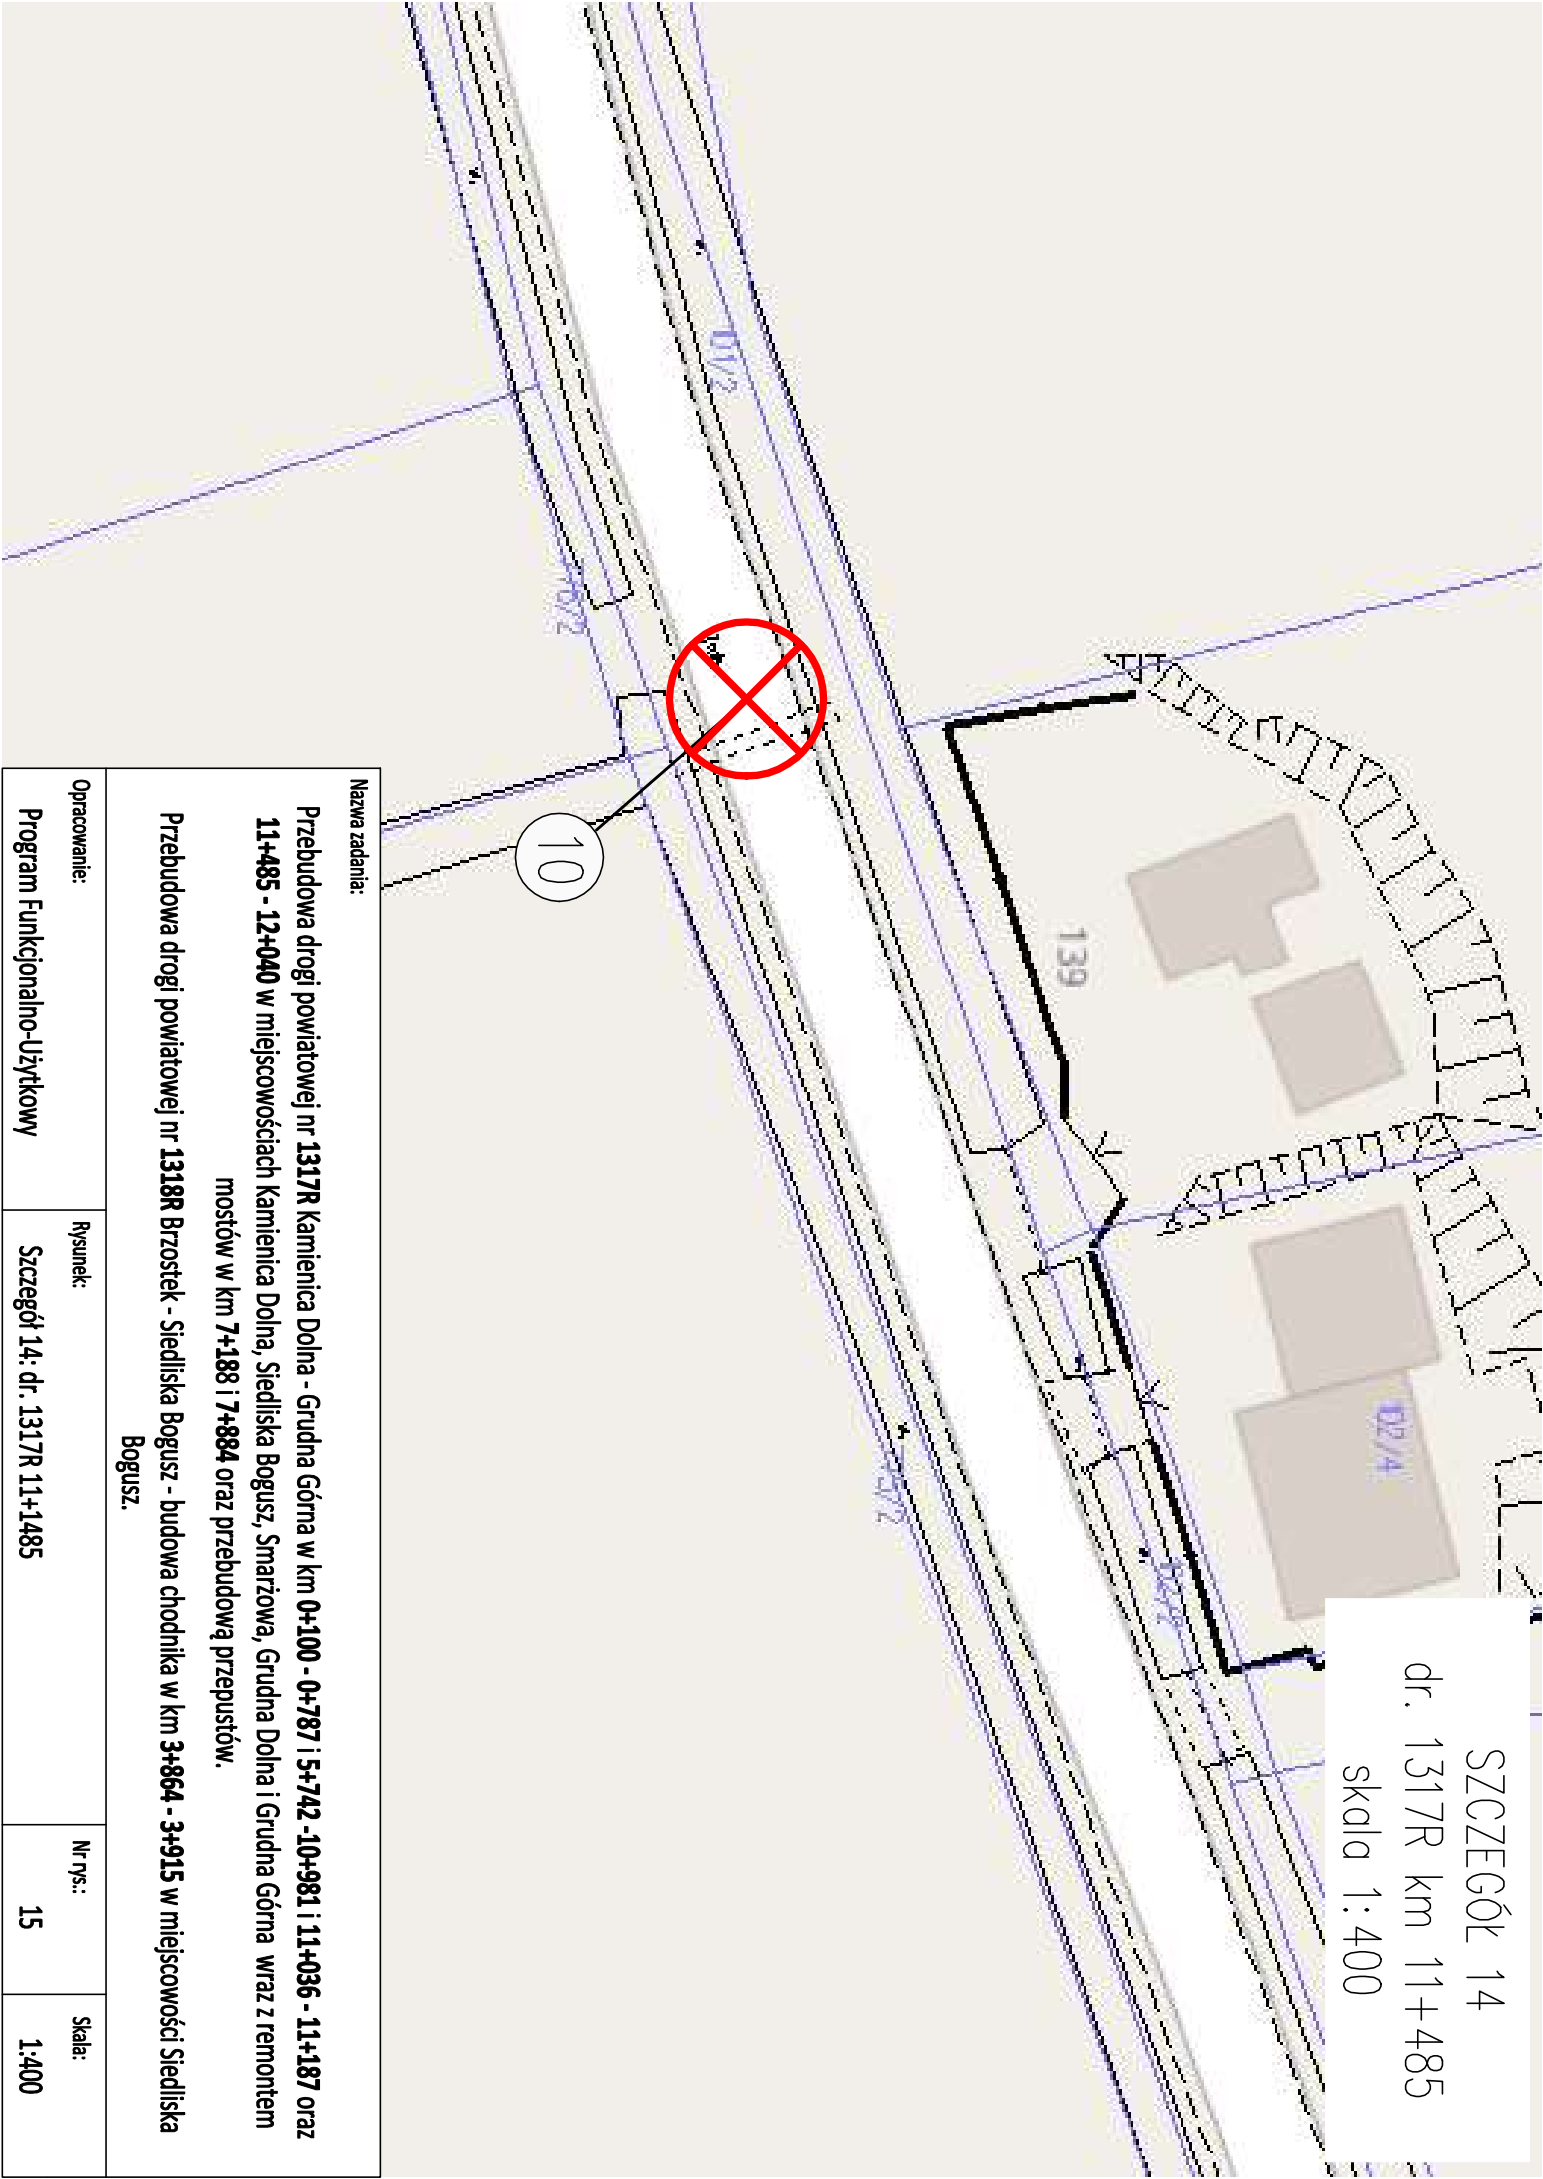 SZCZEGÓŁ 14
dr. 1317R km 11+485
skala 1:400
139
02/4
01/2
10
Nazwa zadania:
Przebudowa drogi powiatowej nr 1317R Kamienica Dolna - Grudna Górna w km 0+100 - 0+787 i 5+742 -10+981 i 11+036 - 11+187 oraz
11+485 - 12+040 w miejscowościach Kamienica Dolna, Siedliska Bogusz, Smarżowa, Grudna Dolna i Grudna Górna wraz z remontem
mostów w km 7+188 i 7+884 oraz przebudową przepustów.
Przebudowa drogi powiatowej nr 1318R Brzostek - Siedliska Bogusz - budowa chodnika w km 3+864 - 3+915 w miejscowości Siedliska
Bogusz.
Opracowanie:
Program Funkcjonalno-Użytkowy
Rysunek:
Szczegół 14: dr. 1317R 11+1485
Nr rys.:
15
Skala:
1:400